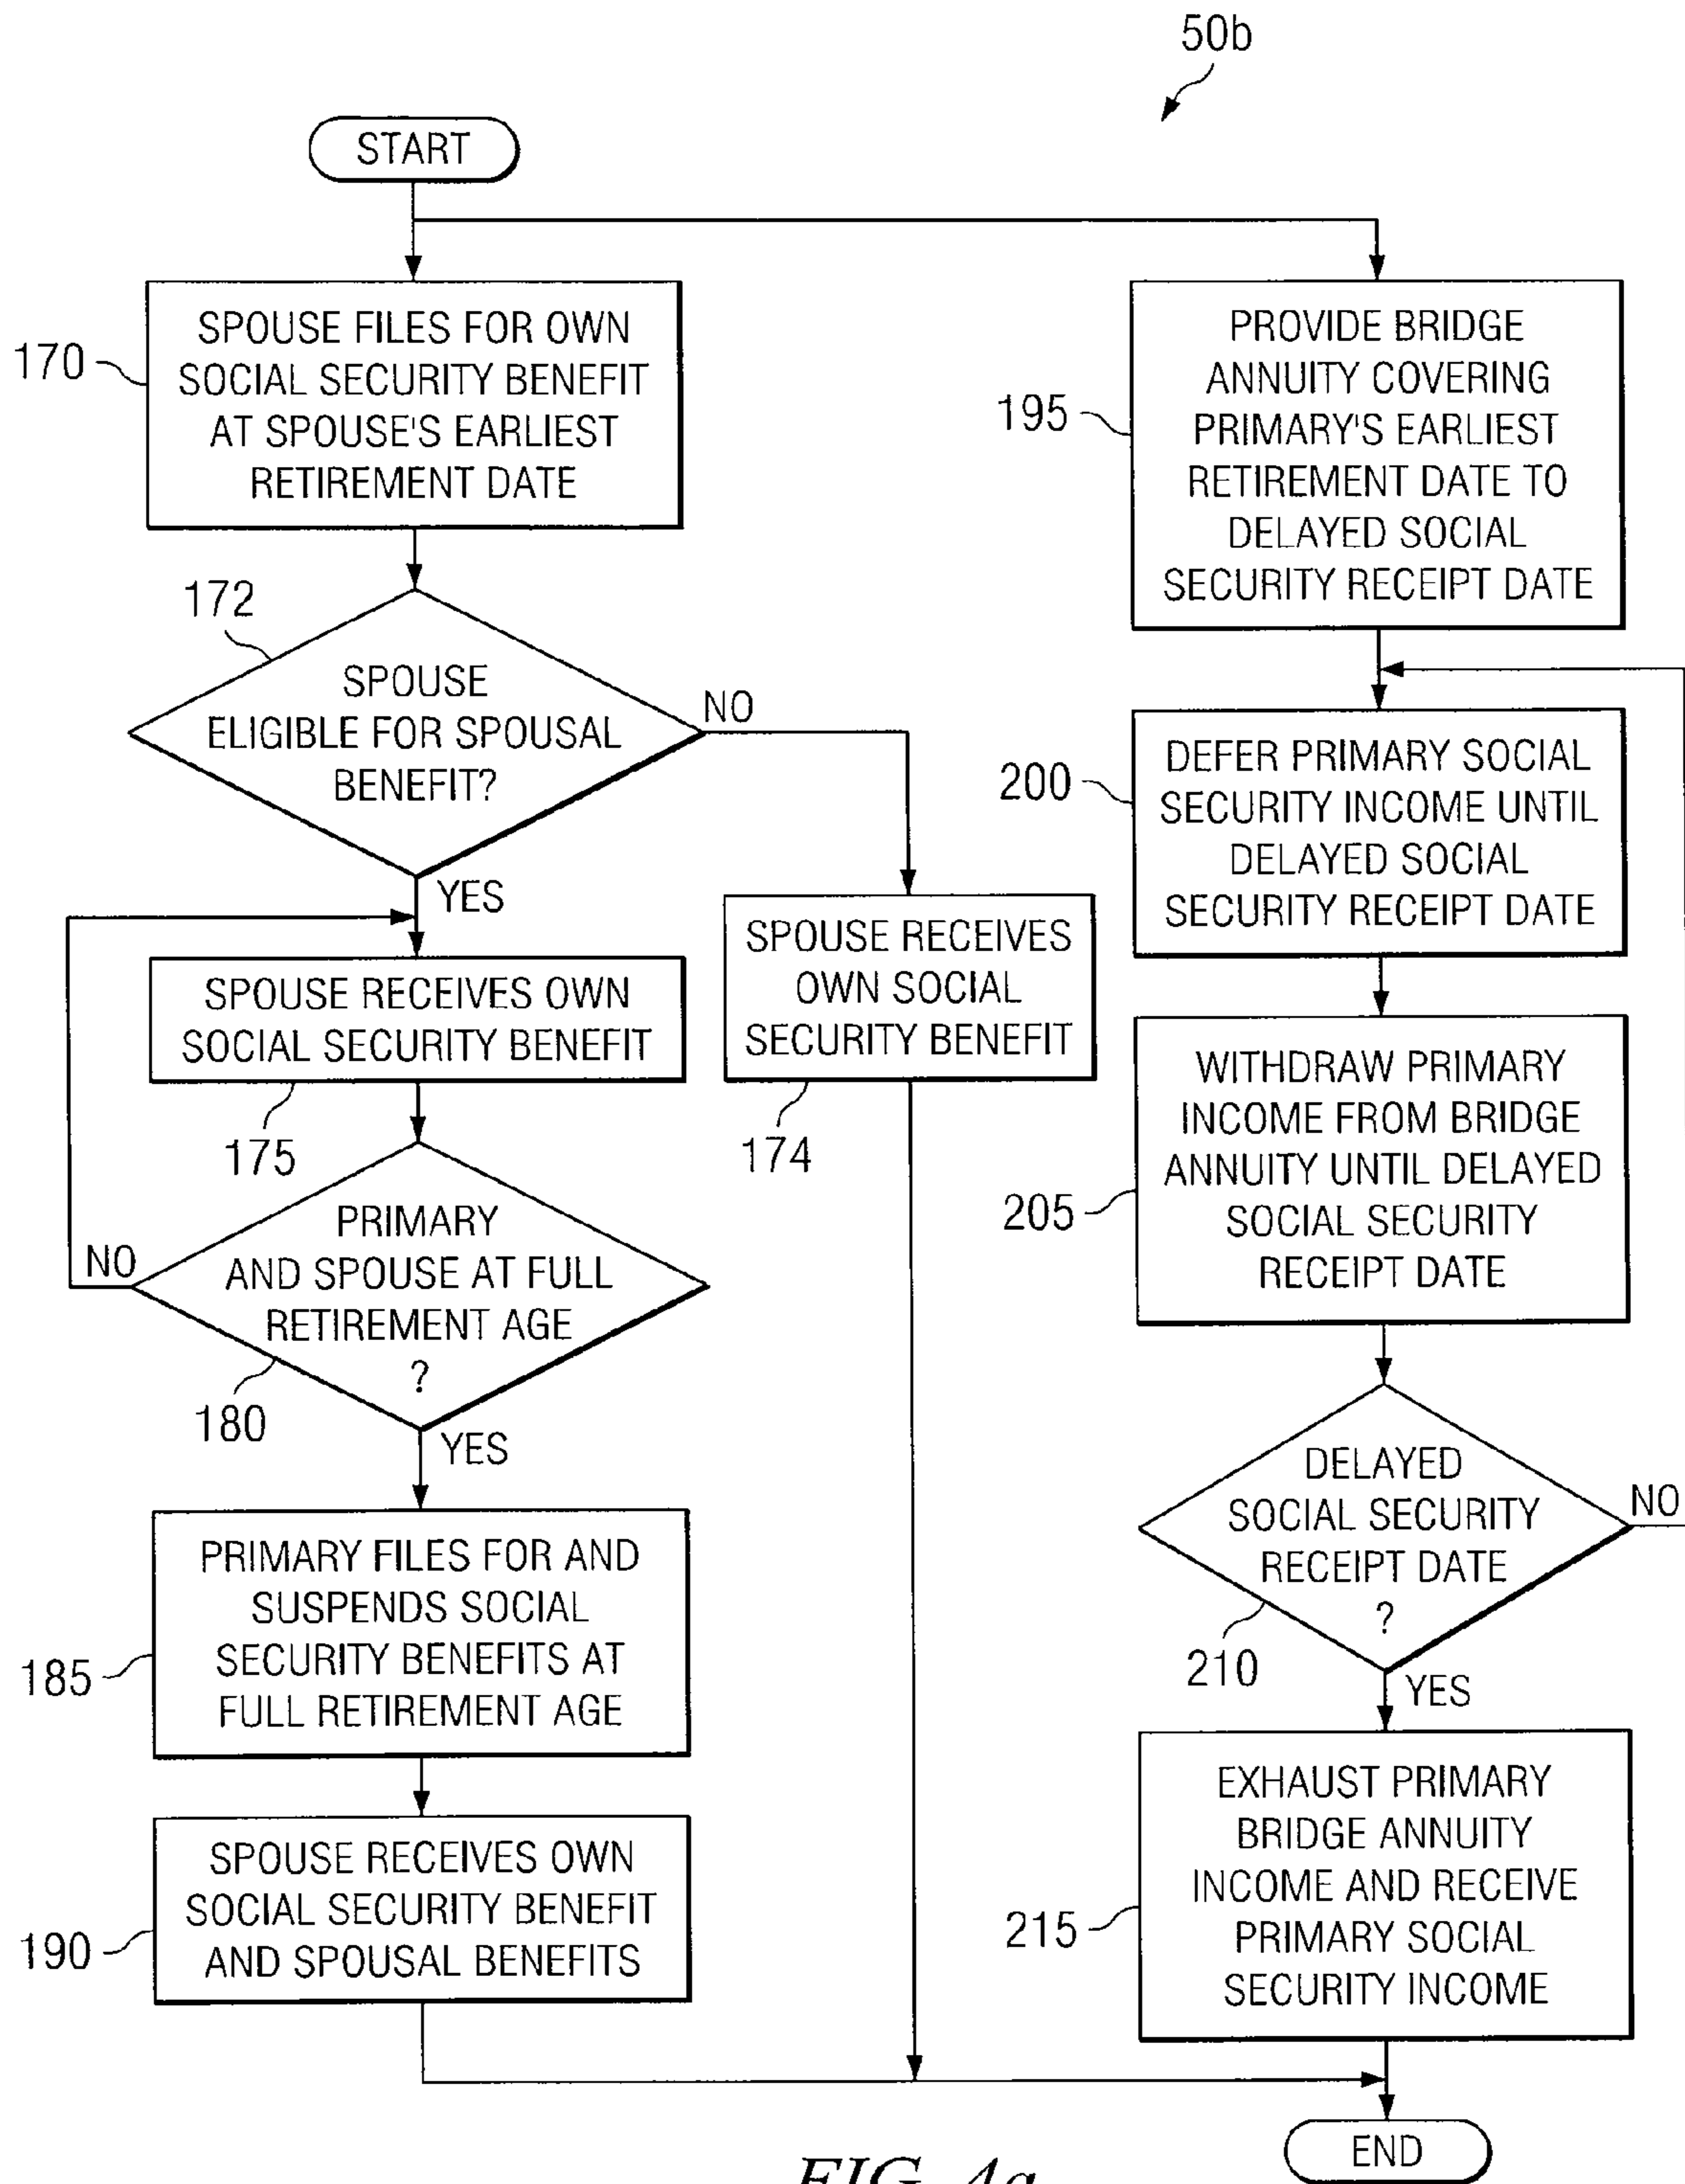 50b
START
170
SPOUSE FILES FOR OWN
SOCIAL SECURITY BENEFIT
AT SPOUSE'S EARLIEST
RETIREMENT DATE
172
SPOUSE
ELIGIBLE FOR SPOUSAL
BENEFIT?
NO
YES
SPOUSE RECEIVES OWN
SOCIAL SECURITY BENEFIT
175
SPOUSE RECEIVES
OWN SOCIAL
SECURITY BENEFIT
174
PRIMARY
AND SPOUSE AT FULL
RETIREMENT AGE
?
NO
180
YES
185
PRIMARY FILES FOR AND
SUSPENDS SOCIAL
SECURITY BENEFITS AT
FULL RETIREMENT AGE
190
SPOUSE RECEIVES OWN
SOCIAL SECURITY BENEFIT
AND SPOUSAL BENEFITS
195
PROVIDE BRIDGE
ANNUITY COVERING
PRIMARY'S EARLIEST
RETIREMENT DATE TO
DELAYED SOCIAL
SECURITY RECEIPT DATE
200
DEFER PRIMARY SOCIAL
SECURITY INCOME UNTIL
DELAYED SOCIAL
SECURITY RECEIPT DATE
205
WITHDRAW PRIMARY
INCOME FROM BRIDGE
ANNUITY UNTIL DELAYED
SOCIAL SECURITY
RECEIPT DATE
DELAYED
SOCIAL SECURITY
RECEIPT DATE
?
NO
210
YES
215
EXHAUST PRIMARY
BRIDGE ANNUITY
INCOME AND RECEIVE
PRIMARY SOCIAL
SECURITY INCOME
END
FIG. 4a